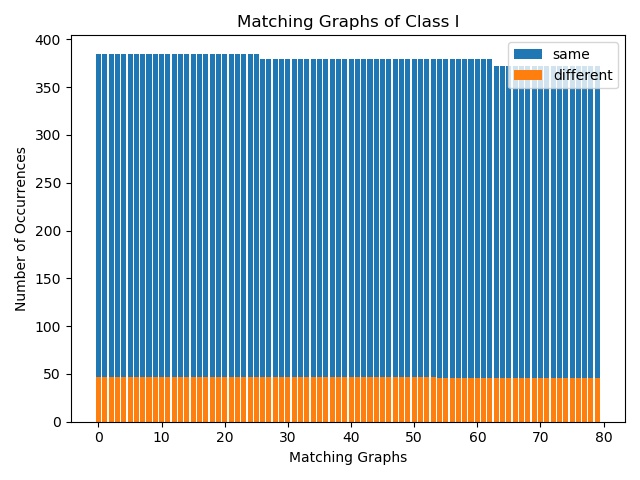 Matching Graphs of Class I
same
different
Number of Occurrences
400
350
300
250
200
150
100
50
0
0 10 20 30 40 50 60 70 80
Matching Graphs